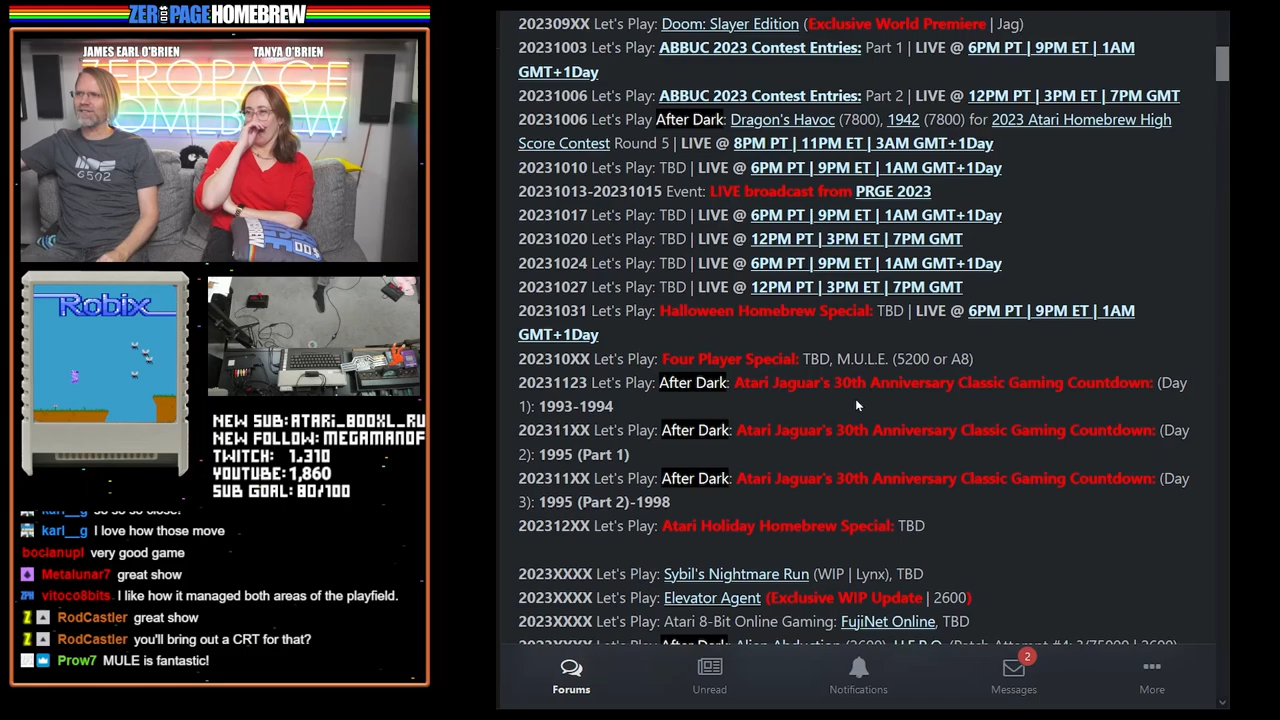 ZEROPAGE HOMEBREW
JAMES EARL O'BRIEN
TANYA O'BRIEN
ZEROPAGE
HOMEBREW
6502
Robix
NEW SUB:ATARI_800XL_RU
NEW FOLLOW:MEGAMANOF
TWITCH: 1,310
YOUTUBE:1,860
SUB GOAL:80/100
karl__g I love how those move
bocianupl very good game
Metalunar7 great show
vitoco8bits I like how it managed both areas of the playfield.
RodCastler great show
RodCastler you'll bring out a CRT for that?
Prow7 MULE is fantastic!
202309XX Let's Play: Doom: Slayer Edition (Exclusive World Premiere | Jag)
20231003 Let's Play: ABBUC 2023 Contest Entries: Part 1 | LIVE @ 6PM PT | 9PM ET | 1AM
GMT+1Day
20231006 Let's Play: ABBUC 2023 Contest Entries: Part 2 | LIVE @ 12PM PT | 3PM ET | 7PM GMT
20231006 Let's Play After Dark: Dragon's Havoc (7800), 1942 (7800) for 2023 Atari Homebrew High
Score Contest Round 5 | LIVE @ 8PM PT | 11PM ET | 3AM GMT+1Day
20231010 Let's Play: TBD | LIVE @ 6PM PT | 9PM ET | 1AM GMT+1Day
20231013-20231015 Event: LIVE broadcast from PRGE 2023
20231017 Let's Play: TBD | LIVE @ 6PM PT | 9PM ET | 1AM GMT+1Day
20231020 Let's Play: TBD | LIVE @ 12PM PT | 3PM ET | 7PM GMT
20231024 Let's Play: TBD | LIVE @ 6PM PT | 9PM ET | 1AM GMT+1Day
20231027 Let's Play: TBD | LIVE @ 12PM PT | 3PM ET | 7PM GMT
20231031 Let's Play: Halloween Homebrew Special: TBD | LIVE @ 6PM PT | 9PM ET | 1AM
GMT+1Day
202310XX Let's Play: Four Player Special: TBD, M.U.L.E. (5200 or A8)
20231123 Let's Play: After Dark: Atari Jaguar's 30th Anniversary Classic Gaming Countdown: (Day
1): 1993-1994
202311XX Let's Play: After Dark: Atari Jaguar's 30th Anniversary Classic Gaming Countdown: (Day
2): 1995 (Part 1)
202311XX Let's Play: After Dark: Atari Jaguar's 30th Anniversary Classic Gaming Countdown: (Day
3): 1995 (Part 2)-1998
202312XX Let's Play: Atari Holiday Homebrew Special: TBD
2023XXXX Let's Play: Sybil's Nightmare Run (WIP | Lynx), TBD
2023XXXX Let's Play: Elevator Agent (Exclusive WIP Update | 2600)
2023XXXX Let's Play: Atari 8-Bit Online Gaming: FujiNet Online, TBD
Forums
Unread
Notifications
2
Messages
More